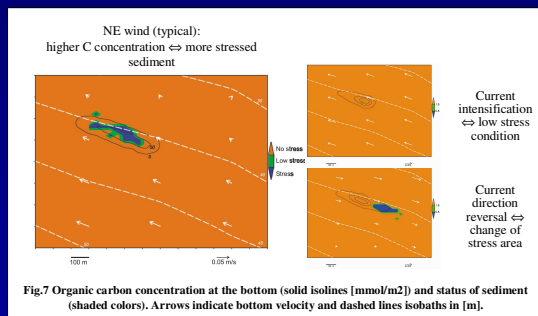 NE wind (typical):
higher C concentration ⇔ more stressed
sediment
No stress
Low stress
Stress
100 m
0.05 m/s
Current
intensification
⇔ low stress
condition
Current
direction
reversal ⇔
change of
stress area
Fig.7 Organic carbon concentration at the bottom (solid isolines [mmol/m2]) and status of sediment
(shaded colors). Arrows indicate bottom velocity and dashed lines isobaths in [m].